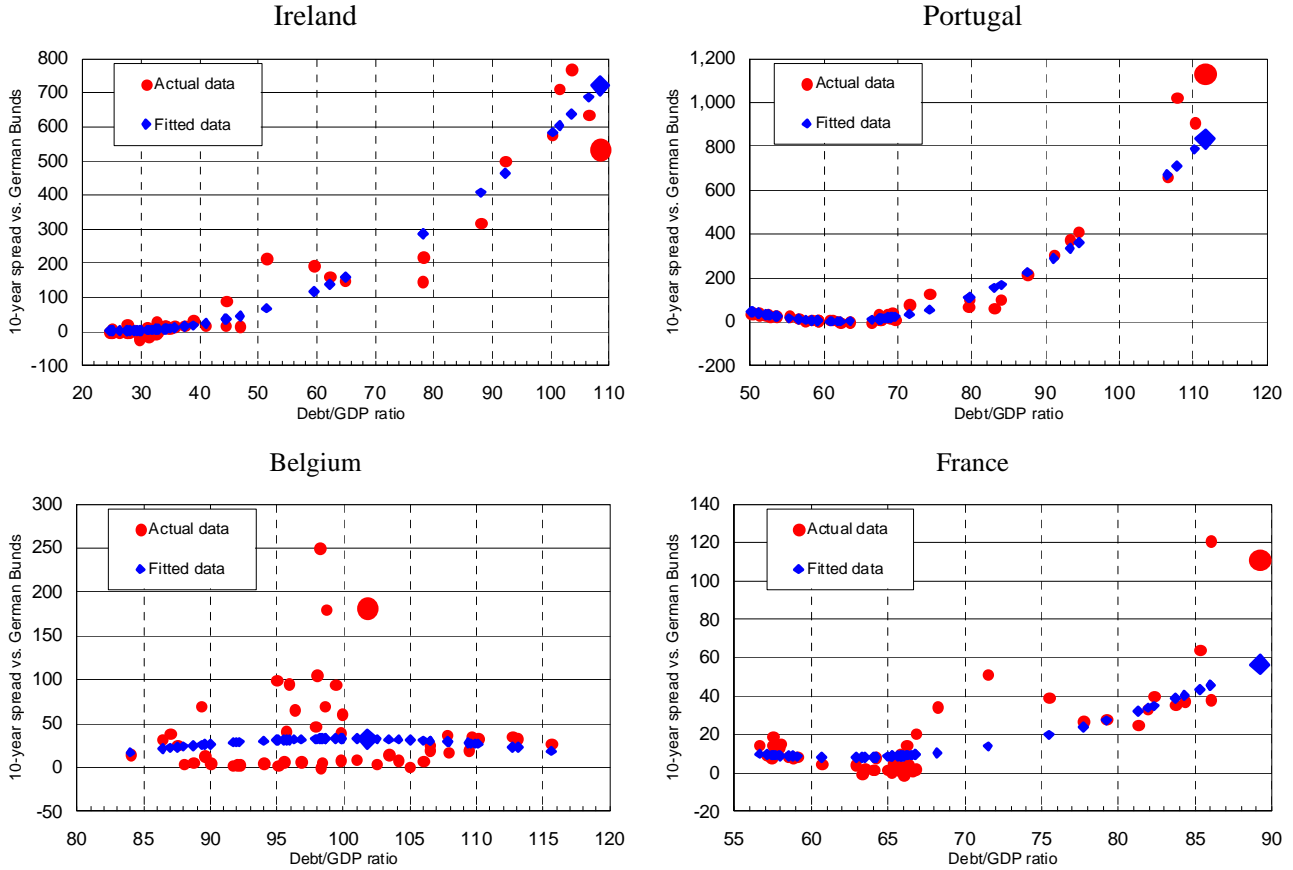 Ireland
10-year spread vs. German Bunds
800
700
600
500
400
300
200
100
0
-100
Actual data
Fitted data
20 30 40 50 60 70 80 90 100 110
Debt/GDP ratio
Portugal
10-year spread vs. German Bunds
1,200
1,000
800
600
400
200
0
-200
Actual data
Fitted data
50 60 70 80 90 100 110 120
Debt/GDP ratio
Belgium
10-year spread vs. German Bunds
300
250
200
150
100
50
0
-50
Actual data
Fitted data
80 85 90 95 100 105 110 115 120
Debt/GDP ratio
France
10-year spread vs. German Bunds
140
120
100
80
60
40
20
0
-20
Actual data
Fitted data
55 60 65 70 75 80 85 90
Debt/GDP ratio